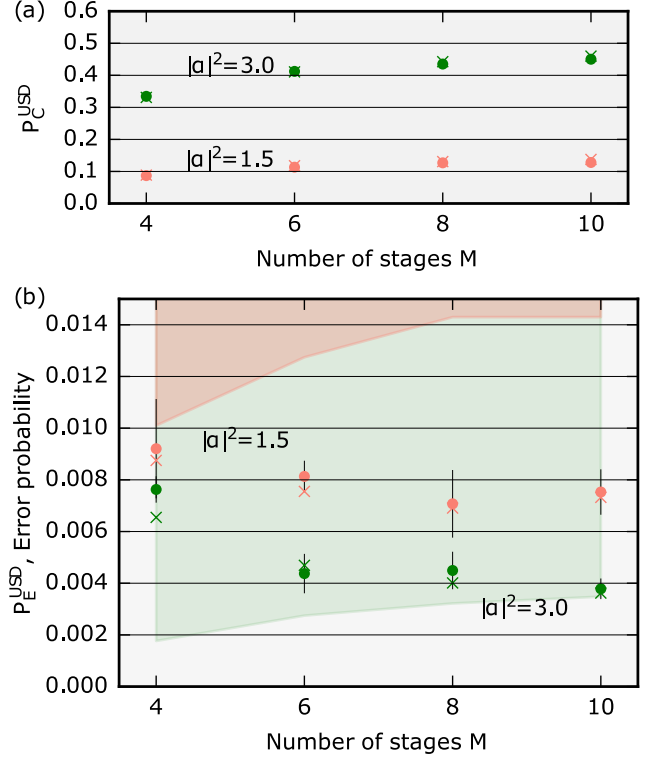 (a)
0.6
0.5
0.4
0.3
0.2
0.1
0.0
P_C^USD
|α|²=3.0
|α|²=1.5
4 6 8 10
Number of stages M
(b)
0.014
0.012
0.010
0.008
0.006
0.004
0.002
0.000
P_E^USD, Error probability
|α|²=1.5
|α|²=3.0
4 6 8 10
Number of stages M